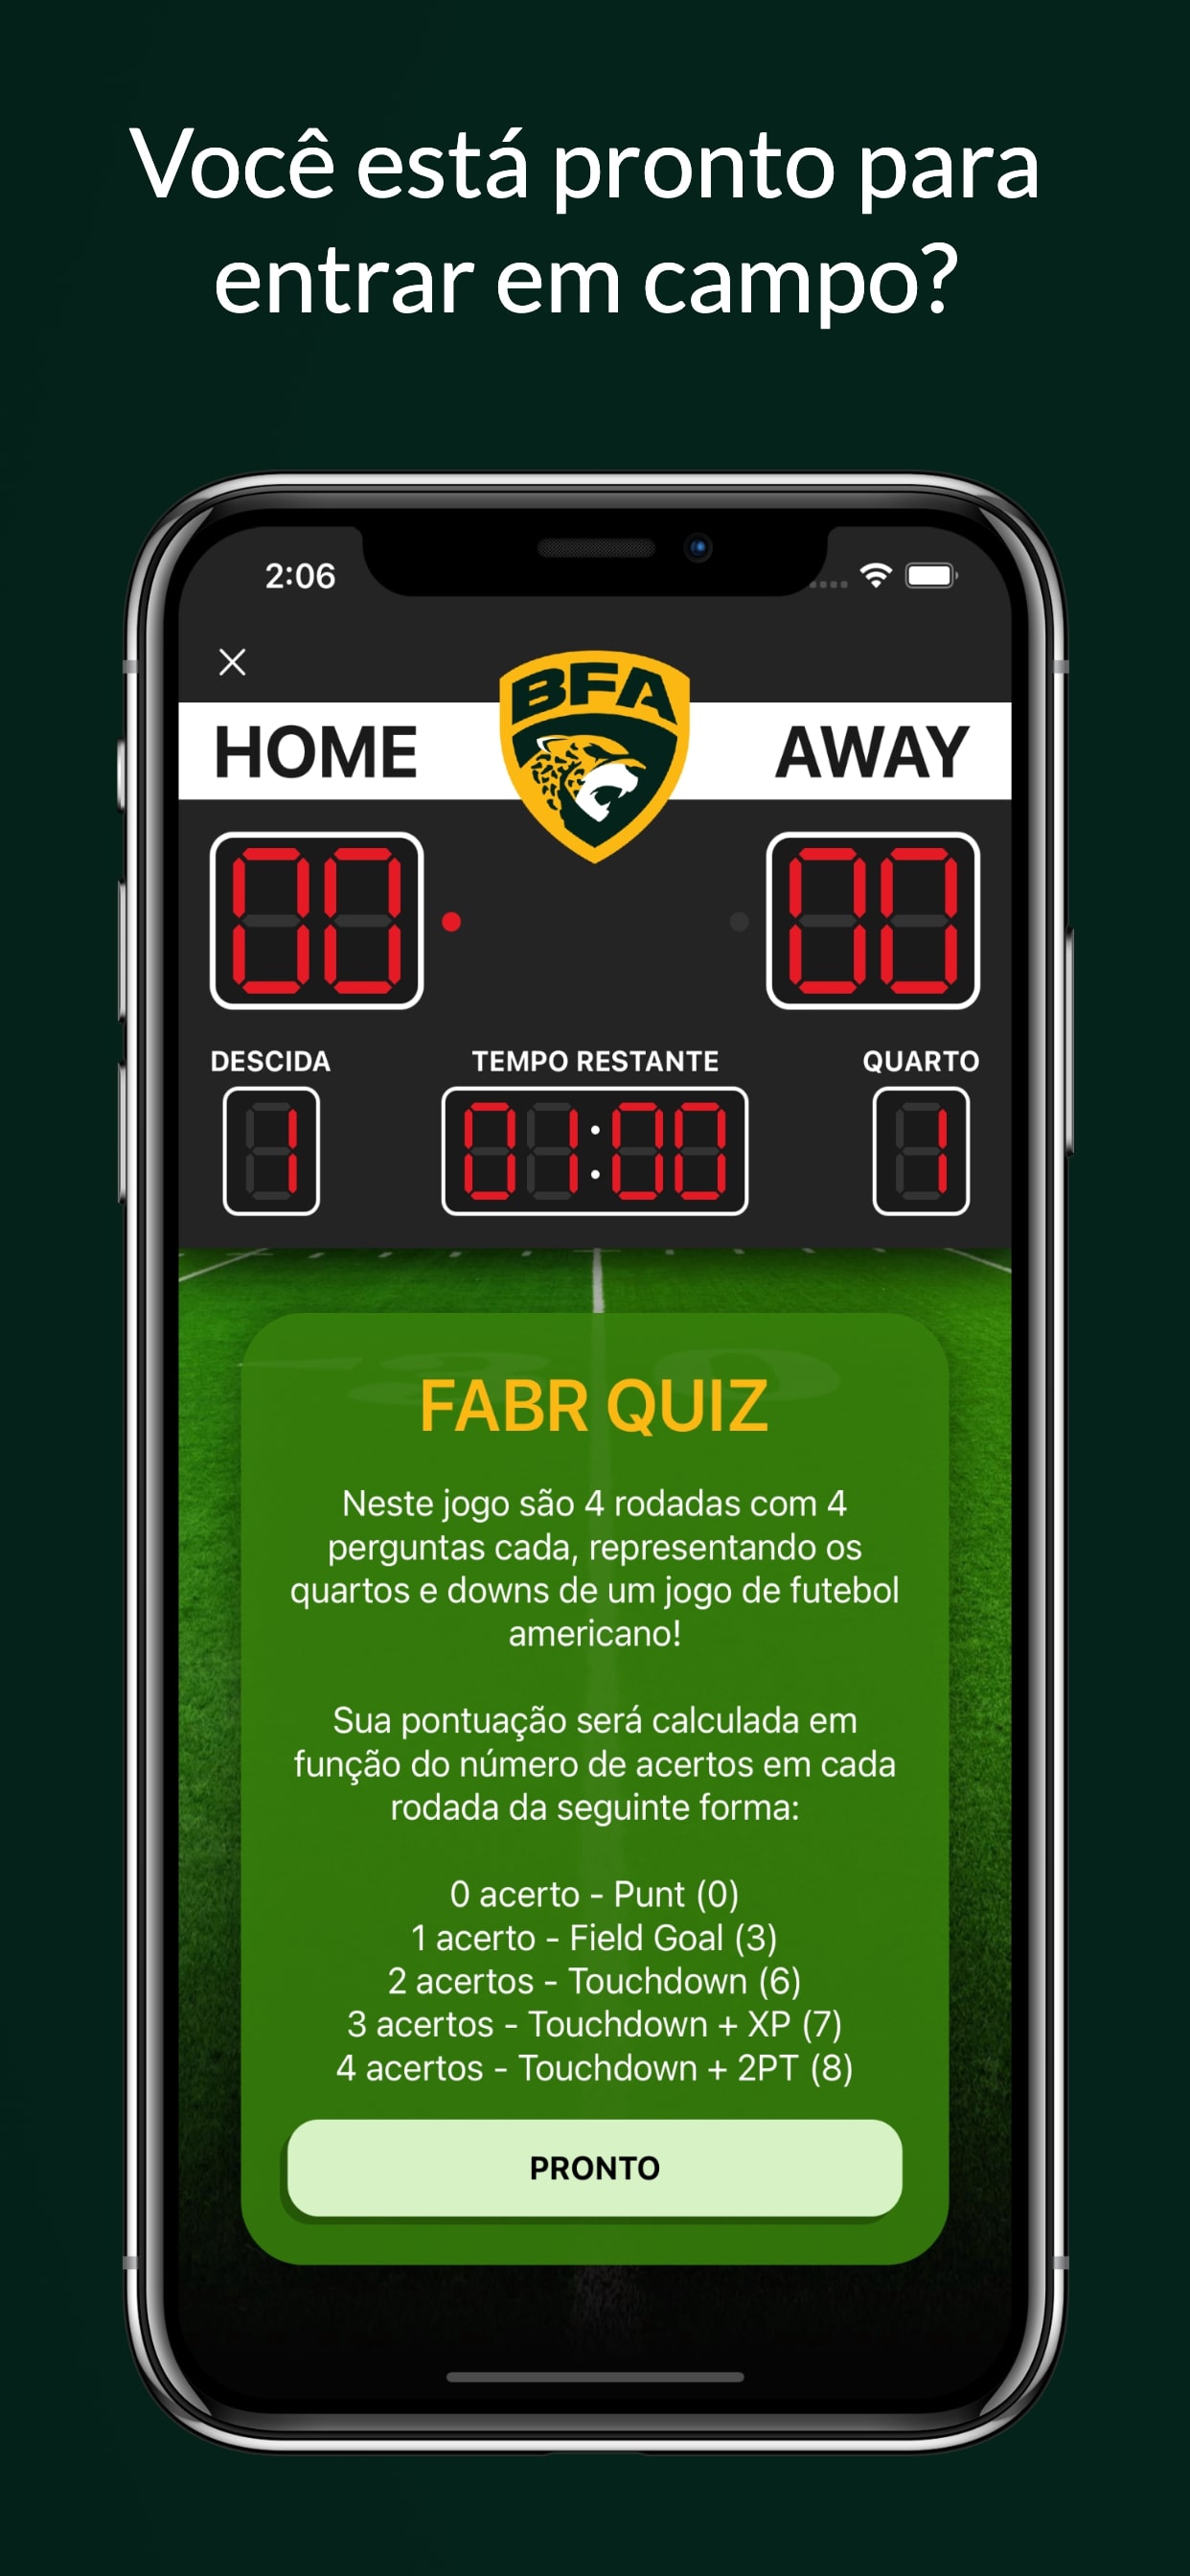 Você está pronto para
entrar em campo?
2:06
BFA
HOME
AWAY
00
00
DESCIDA
TEMPO RESTANTE
QUARTO
1
01:00
1
FABR QUIZ
Neste jogo são 4 rodadas com 4
perguntas cada, representando os
quartos e downs de um jogo de futebol
americano!
Sua pontuação será calculada em
função do número de acertos em cada
rodada da seguinte forma:
0 acerto - Punt (0)
1 acerto - Field Goal (3)
2 acertos - Touchdown (6)
3 acertos - Touchdown + XP (7)
4 acertos - Touchdown + 2PT (8)
PRONTO